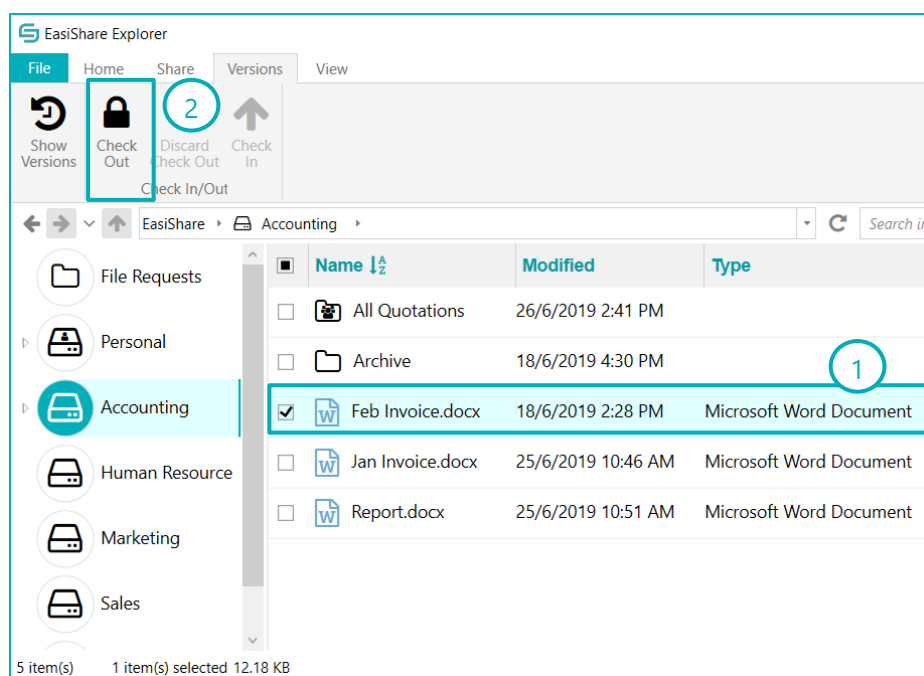 EasiShare Explorer
File Home Share Versions View
Show Versions
Check Out
Discard Check Out
Check In
2
Check In/Out
EasiShare Accounting Search in
File Requests
Personal
Accounting
Human Resource
Marketing
Sales
Name Modified Type
All Quotations 26/6/2019 2:41 PM
Archive 18/6/2019 4:30 PM
1
Feb Invoice.docx 18/6/2019 2:28 PM Microsoft Word Document
Jan Invoice.docx 25/6/2019 10:46 AM Microsoft Word Document
Report.docx 25/6/2019 10:51 AM Microsoft Word Document
5 item(s) 1 item(s) selected 12.18 KB